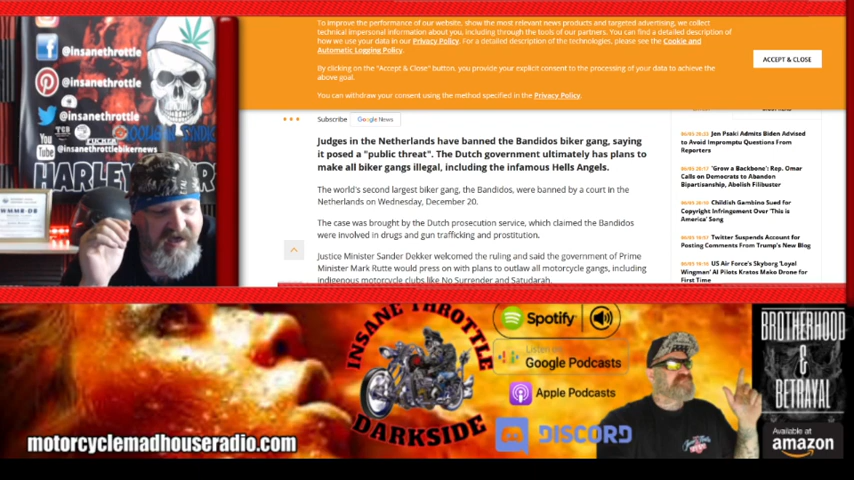 To improve the performance of our website, show the most relevant news products and targeted advertising, we collect
technical impersonal information about you, including through the tools of our partners. You can find a detailed description of
how we use your data in our Privacy Policy. For a detailed description of the technologies, please see the Cookie and
Automatic Logging Policy.
By clicking on the "Accept & Close" button, you provide your explicit consent to the processing of your data to achieve the
above goal.
You can withdraw your consent using the method specified in the Privacy Policy.
ACCEPT & CLOSE
@insanethrottle
@insanethrottle
@insanethrottle
You
Tube
@insanethrottlebikernews
HARLEY
Subscribe
Google News
Judges in the Netherlands have banned the Bandidos biker gang, saying
it posed a "public threat". The Dutch government ultimately has plans to
make all biker gangs illegal, including the infamous Hells Angels.
The world's second largest biker gang, the Bandidos, were banned by a court in the
Netherlands on Wednesday, December 20.
The case was brought by the Dutch prosecution service, which claimed the Bandidos
were involved in drugs and gun trafficking and prostitution.
Justice Minister Sander Dekker welcomed the ruling and said the government of Prime
Minister Mark Rutte would press on with plans to outlaw all motorcycle gangs, including
indigenous motorcycle clubs like No Surrender and Satudarah.
Jen Psaki Admits Biden Advised
to Avoid Impromptu Questions From
Reporters
'Grow a Backbone': Rep. Omar
Calls on Democrats to Abandon
Bipartisanship, Abolish Filibuster
Childish Gambino Sued for
Copyright Infringement Over 'This is
America' Song
Twitter Suspends Account for
Posting Comments From Trump's New Blog
US Air Force's Skyborg 'Loyal
Wingman' AI Pilots Kratos Mako Drone for
First Time
INSANE THROTTLE
DARKSIDE
motorcyclemadhouseradio.com
Spotify
Listen on
Google Podcasts
Apple Podcasts
DISCORD
BROTHERHOOD
&
BETRAYAL
Available at
amazon